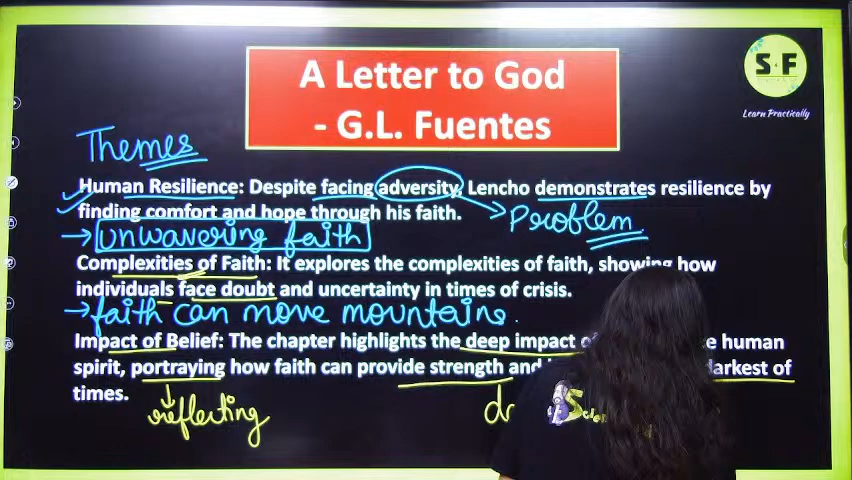 A Letter to God
- G.L. Fuentes
S F
Learn Practically
Themes
Human Resilience: Despite facing adversity, Lencho demonstrates resilience by
finding comfort and hope through his faith.
→ Problem
→ unwavering faith
Complexities of Faith: It explores the complexities of faith, showing how
individuals face doubt and uncertainty in times of crisis.
→ faith can move mountains.
Impact of Belief: The chapter highlights the deep impact of human
spirit, portraying how faith can provide strength and darkest of
times.
reflecting